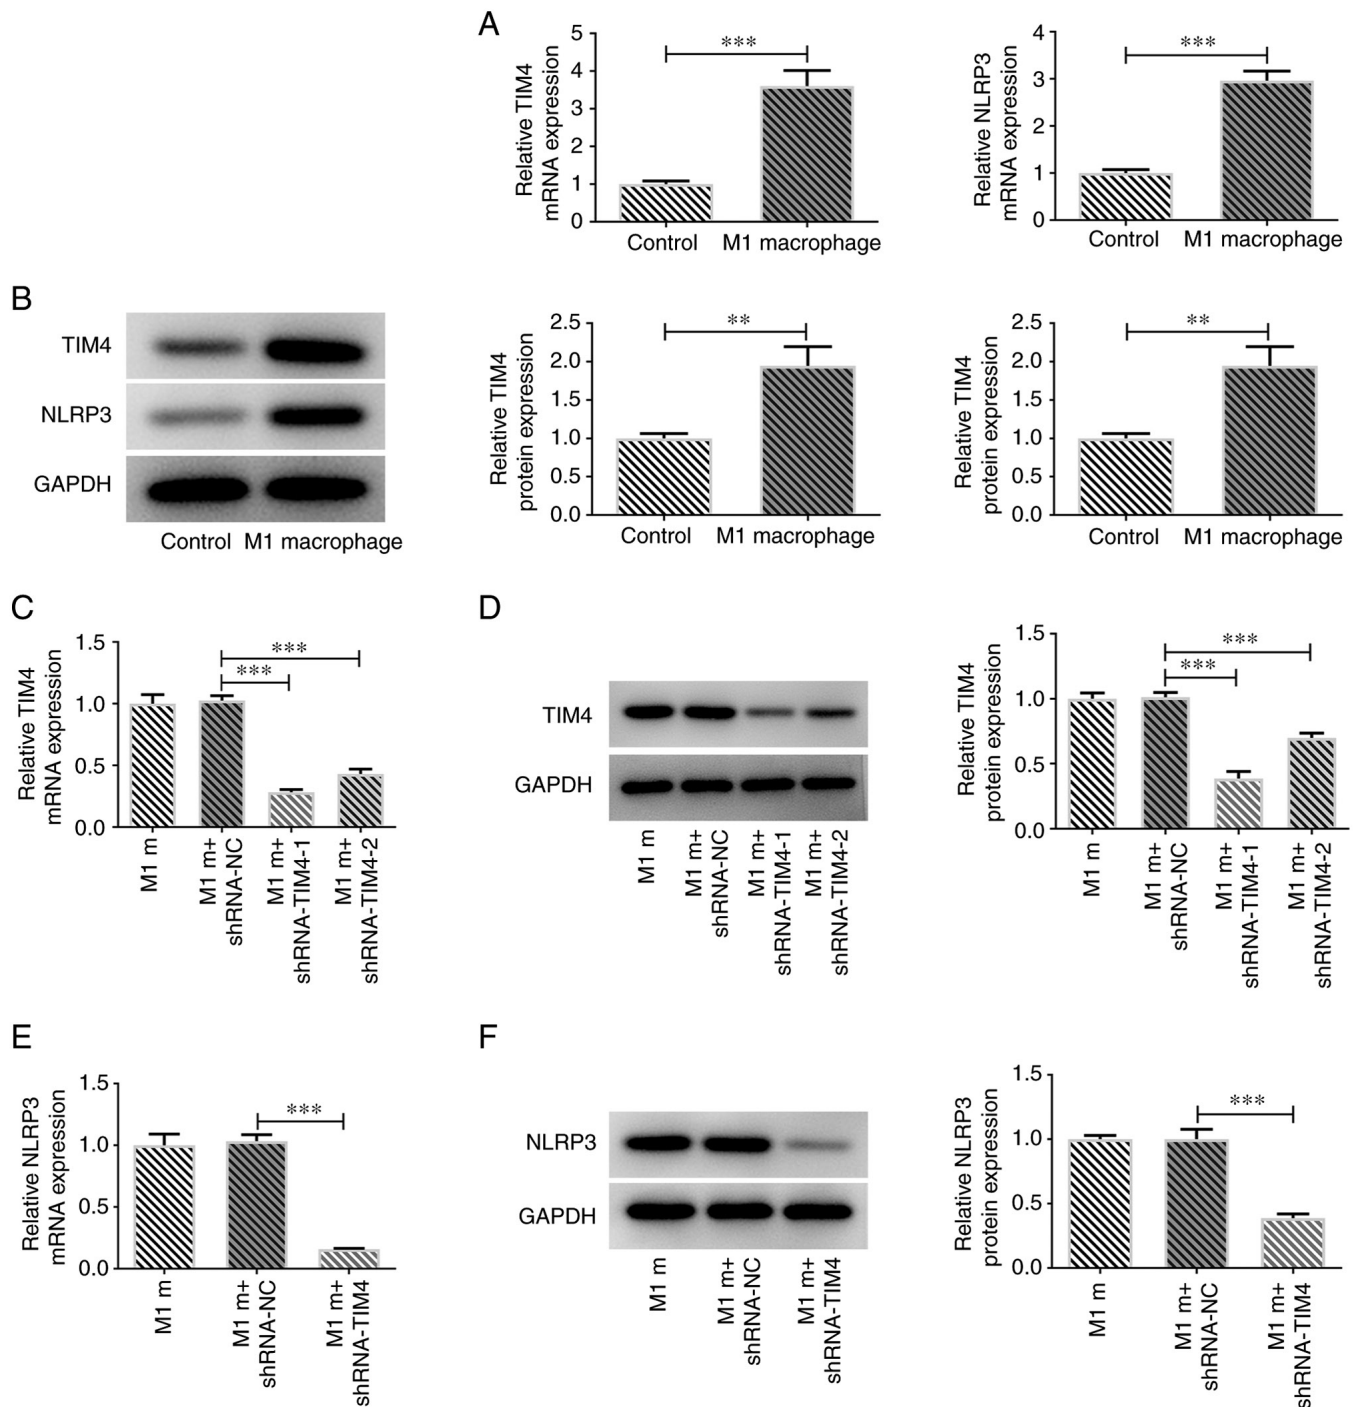 A
Relative TIM4
mRNA expression
5
4
3
2
1
0
***
Control
M1 macrophage
Relative NLRP3
mRNA expression
4
3
2
1
0
***
Control
M1 macrophage
B
TIM4
NLRP3
GAPDH
Control
M1 macrophage
Relative TIM4
protein expression
2.5
2.0
1.5
1.0
0.5
0.0
**
Control
M1 macrophage
Relative TIM4
protein expression
2.5
2.0
1.5
1.0
0.5
0.0
**
Control
M1 macrophage
C
Relative TIM4
mRNA expression
1.5
1.0
0.5
0.0
***
***
M1 m
M1 m+
shRNA-NC
M1 m+
shRNA-TIM4-1
M1 m+
shRNA-TIM4-2
D
TIM4
GAPDH
M1 m
M1 m+
shRNA-NC
M1 m+
shRNA-TIM4-1
M1 m+
shRNA-TIM4-2
Relative TIM4
protein expression
1.5
1.0
0.5
0.0
***
***
M1 m
M1 m+
shRNA-NC
M1 m+
shRNA-TIM4-1
M1 m+
shRNA-TIM4-2
E
Relative NLRP3
mRNA expression
1.5
1.0
0.5
0.0
***
M1 m
M1 m+
shRNA-NC
M1 m+
shRNA-TIM4
F
NLRP3
GAPDH
M1 m
M1 m+
shRNA-NC
M1 m+
shRNA-TIM4
Relative NLRP3
protein expression
1.5
1.0
0.5
0.0
***
M1 m
M1 m+
shRNA-NC
M1 m+
shRNA-TIM4